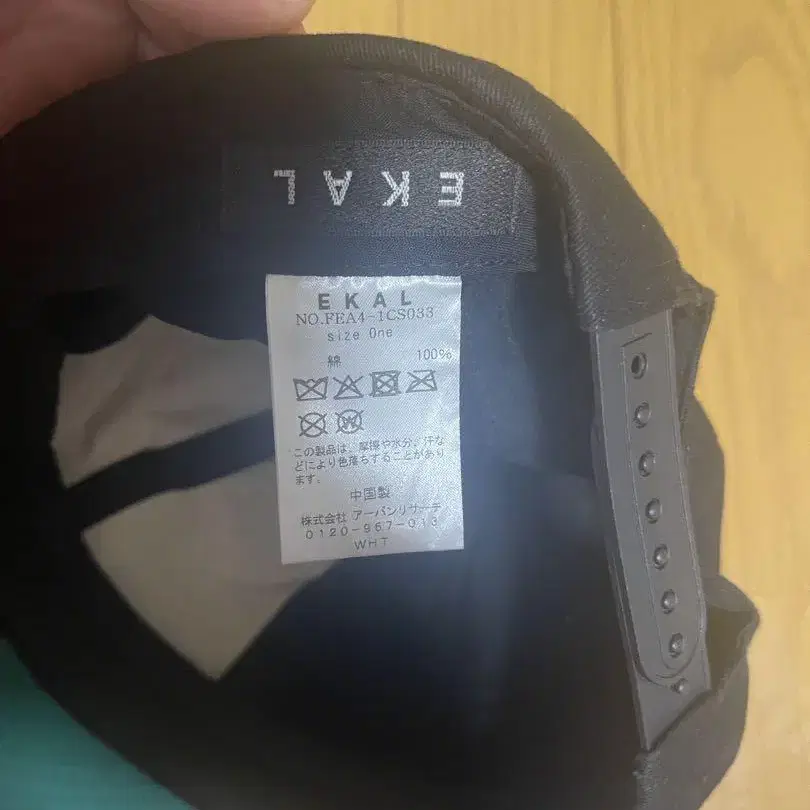 EKAL
EKAL
NO.FEA4-1CS033
size One
綿 100%
この製品は、摩擦や水分、汗な
どにより色落ちすることがあり
ます。
中国製
株式会社 アーバンリサーチ
0120-967-013
WHT